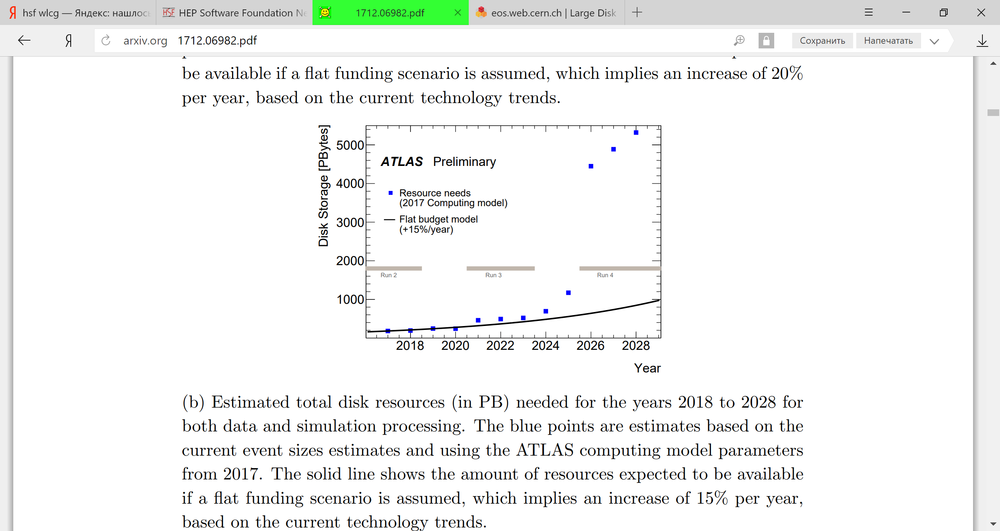 Я hsf wlcg — Яндекс: нашлось
HSF HEP Software Foundation Ne
1712.06982.pdf
eos.web.cern.ch | Large Disk
Я
arxiv.org 1712.06982.pdf
Сохранить
Напечатать
be available if a flat funding scenario is assumed, which implies an increase of 20%
per year, based on the current technology trends.
Disk Storage [PBytes]
5000
4000
3000
2000
1000
ATLAS Preliminary
Resource needs
(2017 Computing model)
Flat budget model
(+15%/year)
Run 2
Run 3
Run 4
2018 2020 2022 2024 2026 2028
Year
(b) Estimated total disk resources (in PB) needed for the years 2018 to 2028 for
both data and simulation processing. The blue points are estimates based on the
current event sizes estimates and using the ATLAS computing model parameters
from 2017. The solid line shows the amount of resources expected to be available
if a flat funding scenario is assumed, which implies an increase of 15% per year,
based on the current technology trends.